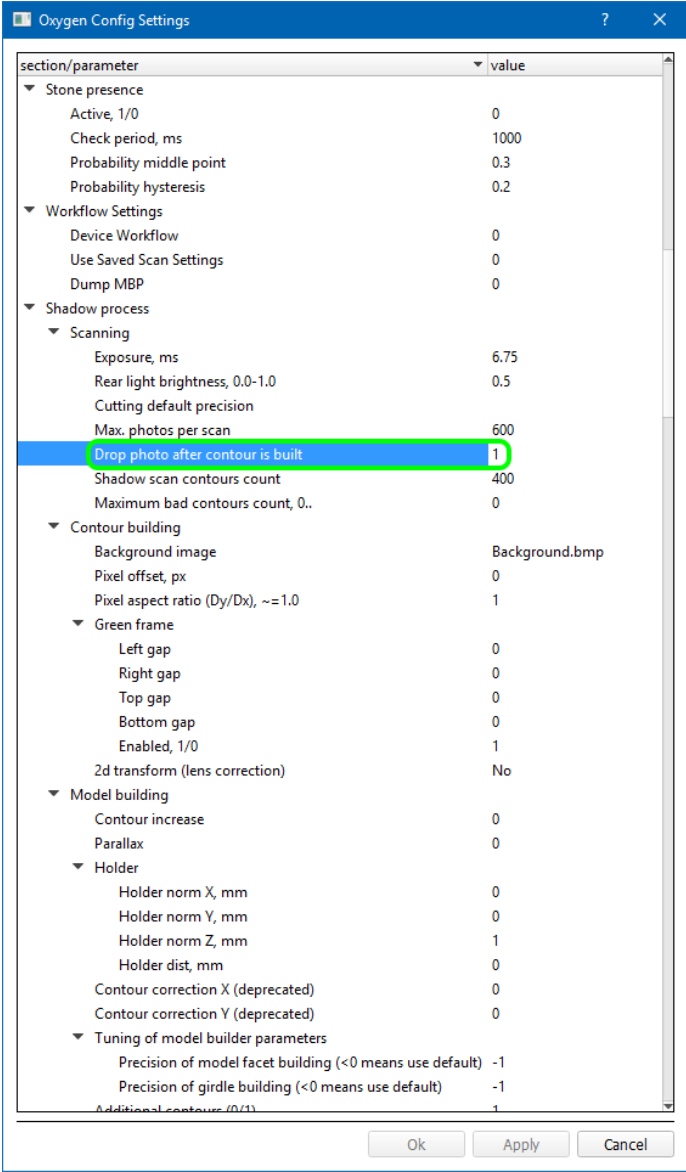 Oxygen Config Settings ? ×
section/parameter value
Stone presence
Active, 1/0 0
Check period, ms 1000
Probability middle point 0.3
Probability hysteresis 0.2
Workflow Settings
Device Workflow 0
Use Saved Scan Settings 0
Dump MBP 0
Shadow process
Scanning
Exposure, ms 6.75
Rear light brightness, 0.0-1.0 0.5
Cutting default precision
Max. photos per scan 600
Drop photo after contour is built 1
Shadow scan contours count 400
Maximum bad contours count, 0.. 0
Contour building
Background image Background.bmp
Pixel offset, px 0
Pixel aspect ratio (Dy/Dx), ~=1.0 1
Green frame
Left gap 0
Right gap 0
Top gap 0
Bottom gap 0
Enabled, 1/0 1
2d transform (lens correction) No
Model building
Contour increase 0
Parallax 0
Holder
Holder norm X, mm 0
Holder norm Y, mm 0
Holder norm Z, mm 1
Holder dist, mm 0
Contour correction X (deprecated) 0
Contour correction Y (deprecated) 0
Tuning of model builder parameters
Precision of model facet building (<0 means use default) -1
Precision of girdle building (<0 means use default) -1
Additional contours (0/1) 1
Ok Apply Cancel